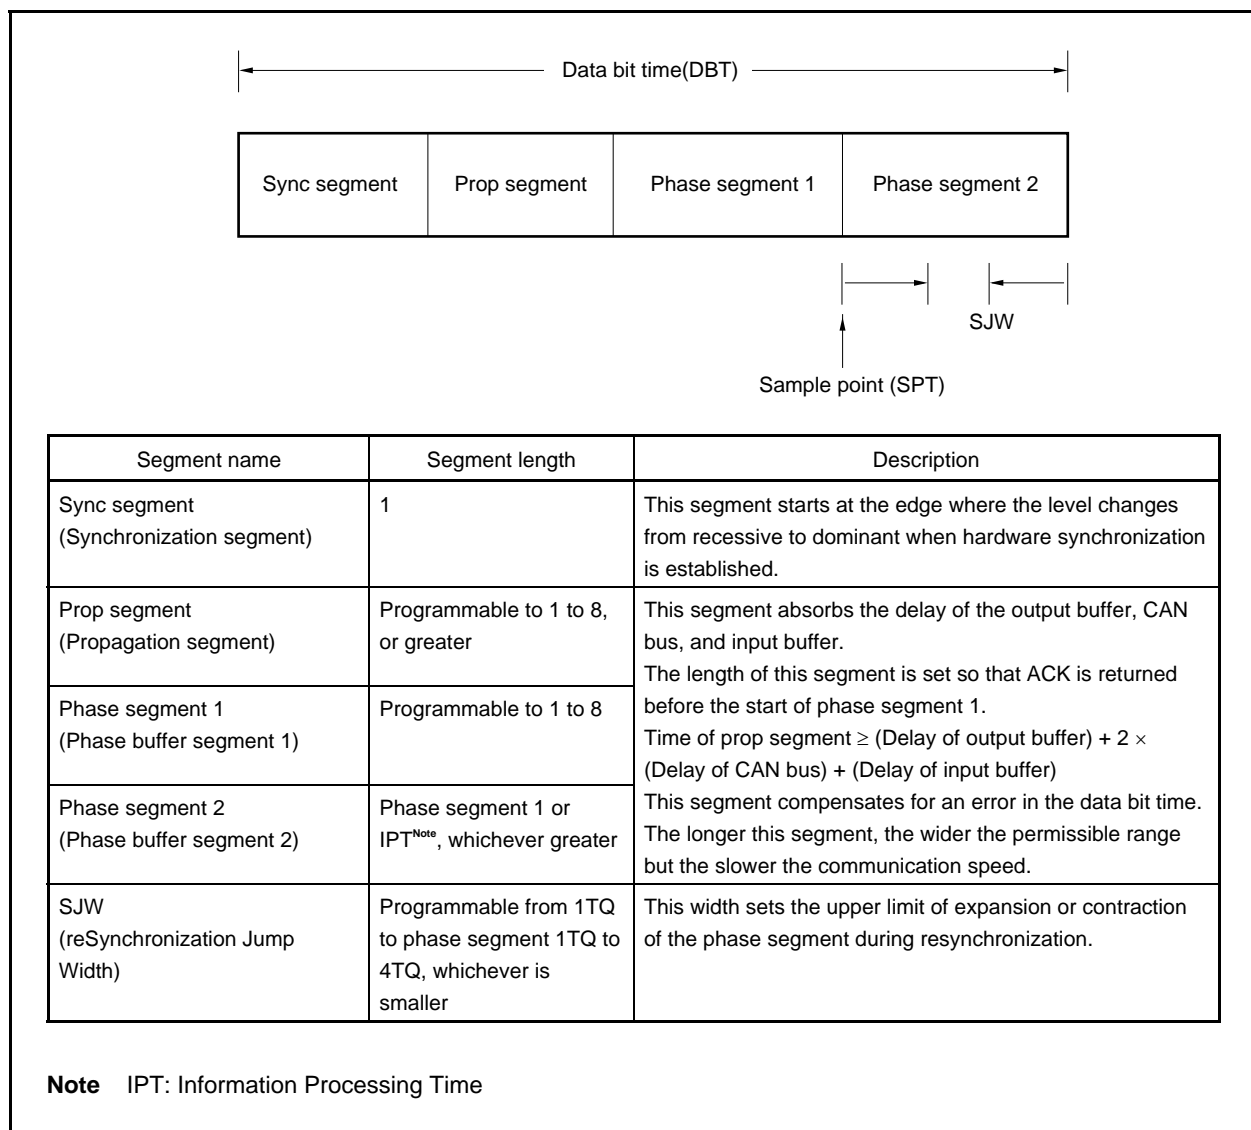 Data bit time(DBT)
Sync segment
Prop segment
Phase segment 1
Phase segment 2
SJW
Sample point (SPT)
Segment name
Segment length
Description
Sync segment
(Synchronization segment)
1
This segment starts at the edge where the level changes
from recessive to dominant when hardware synchronization
is established.
Prop segment
(Propagation segment)
Programmable to 1 to 8,
or greater
This segment absorbs the delay of the output buffer, CAN
bus, and input buffer.
The length of this segment is set so that ACK is returned
before the start of phase segment 1.
Time of prop segment ≥ (Delay of output buffer) + 2 ×
(Delay of CAN bus) + (Delay of input buffer)
This segment compensates for an error in the data bit time.
The longer this segment, the wider the permissible range
but the slower the communication speed.
Phase segment 1
(Phase buffer segment 1)
Programmable to 1 to 8
Phase segment 2
(Phase buffer segment 2)
Phase segment 1 or
IPTNote, whichever greater
SJW
(reSynchronization Jump
Width)
Programmable from 1TQ
to phase segment 1TQ to
4TQ, whichever is
smaller
This width sets the upper limit of expansion or contraction
of the phase segment during resynchronization.
Note IPT: Information Processing Time